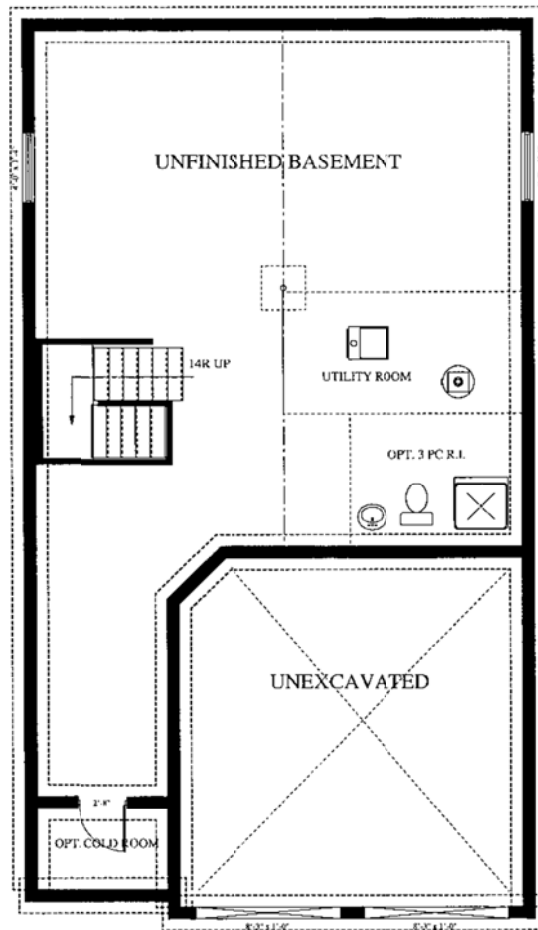 UNFINISHED BASEMENT
14R UP
UTILITY ROOM
OPT. 3 PC R.I.
UNEXCAVATED
2'-8"
OPT. COLD ROOM